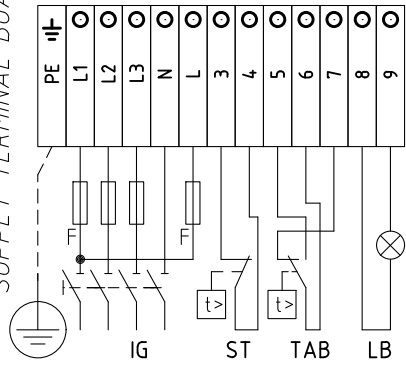 SUPPLY TERMINAL BOA
PE L1 L2 L3 N L 3 4 5 6 7 8 9
F F
t> t>
IG ST TAB LB